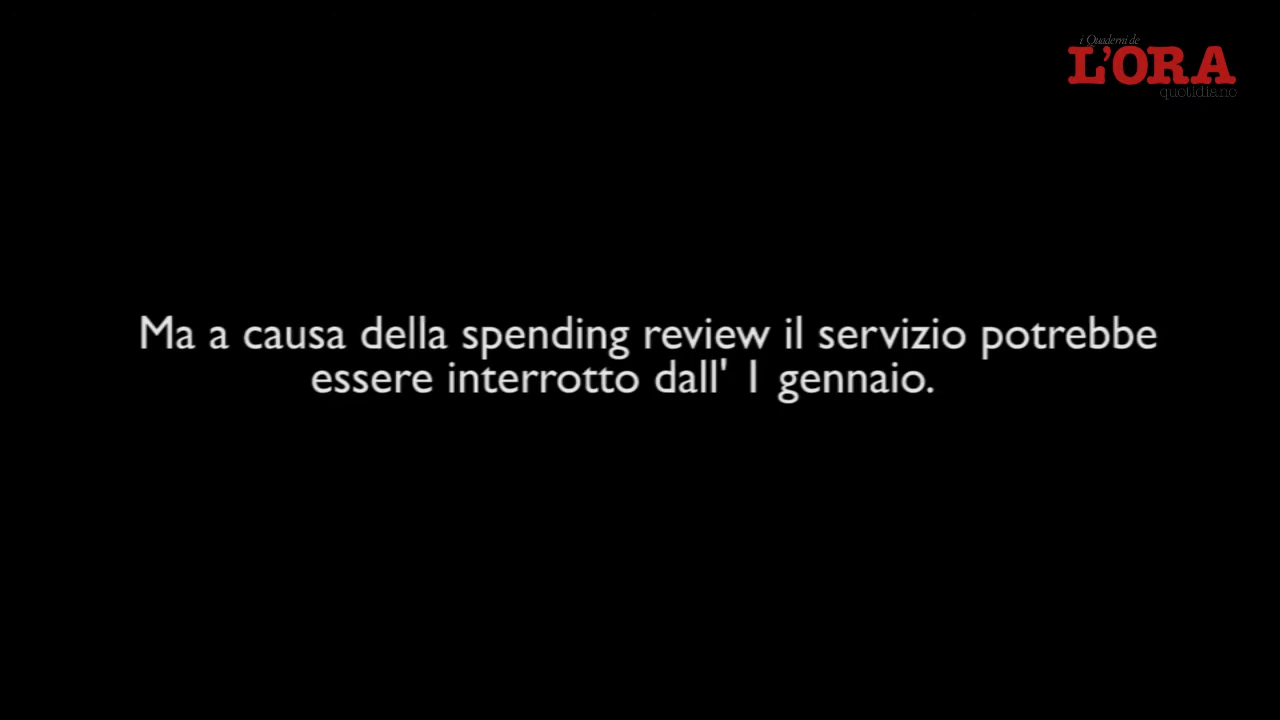 i Quaderni de
L'ORA
quotidiano
Ma a causa della spending review il servizio potrebbe
essere interrotto dall' 1 gennaio.